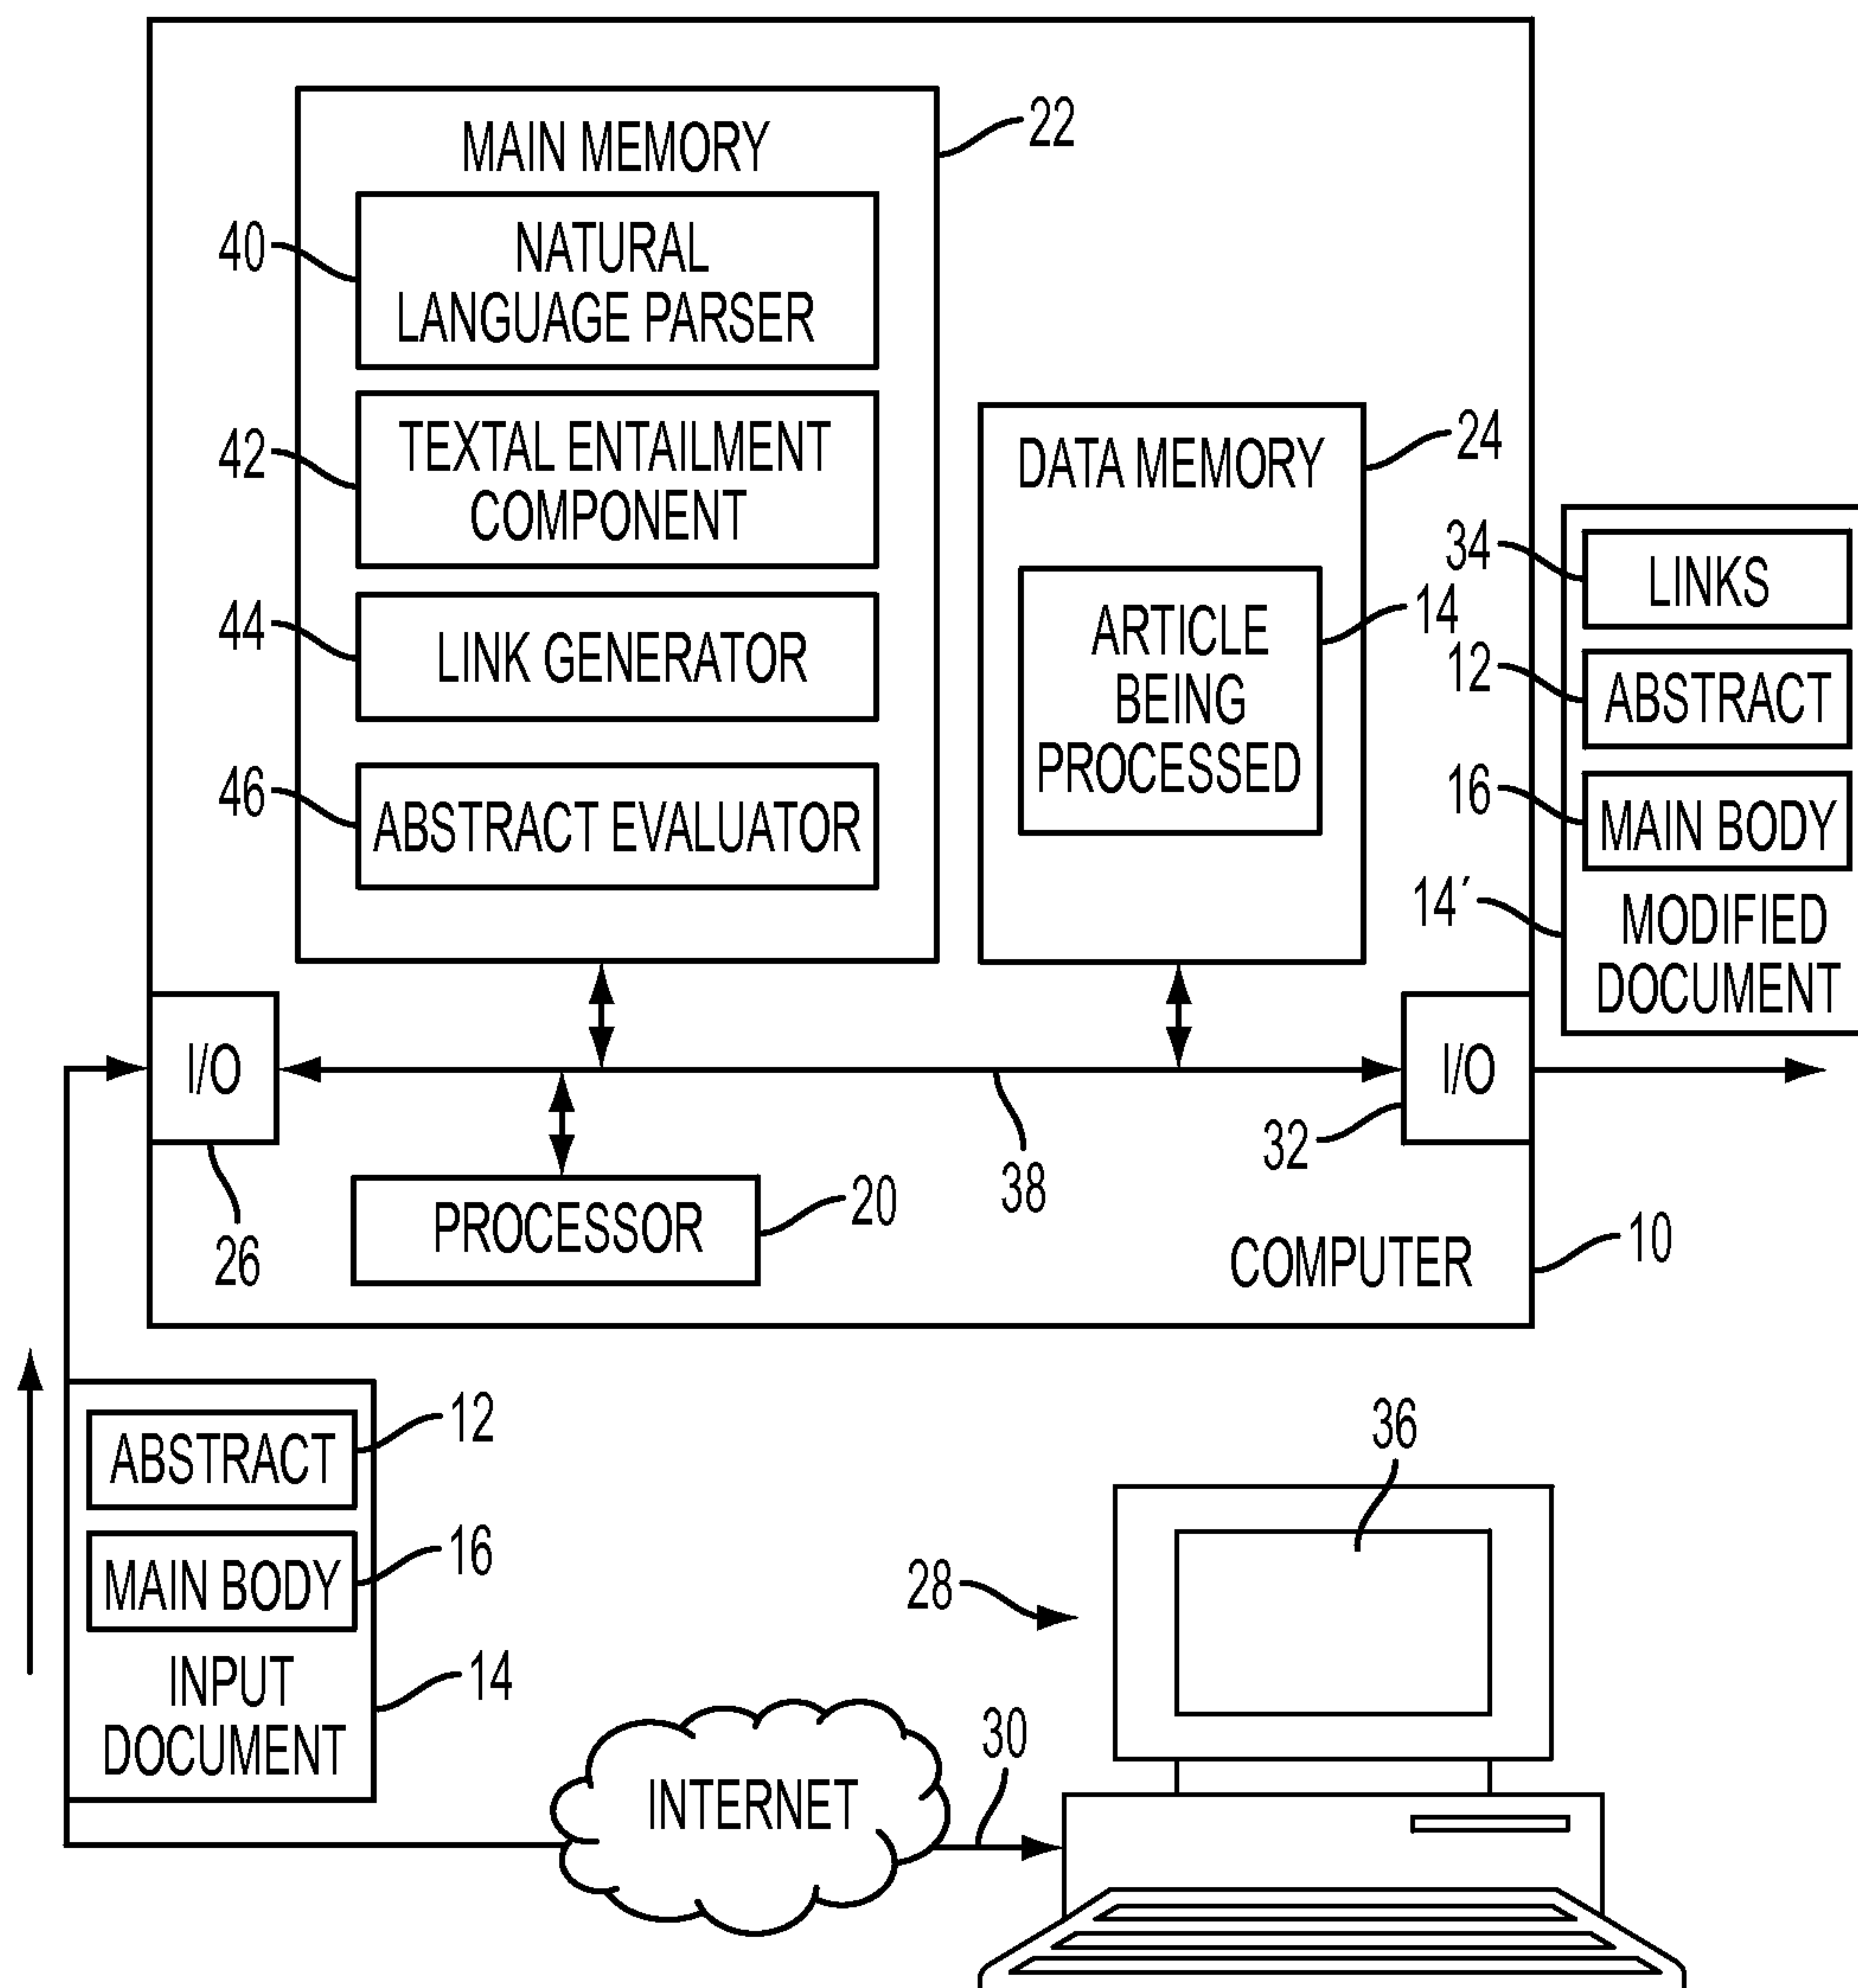 MAIN MEMORY
22
40
NATURAL
LANGUAGE PARSER
42
TEXTAL ENTAILMENT
COMPONENT
44
LINK GENERATOR
46
ABSTRACT EVALUATOR
DATA MEMORY
24
ARTICLE
BEING
PROCESSED
14
34
LINKS
12
ABSTRACT
16
MAIN BODY
14′
MODIFIED
DOCUMENT
I/O
26
I/O
32
38
PROCESSOR
20
COMPUTER
10
ABSTRACT
12
MAIN BODY
16
INPUT
DOCUMENT
14
INTERNET
30
28
36